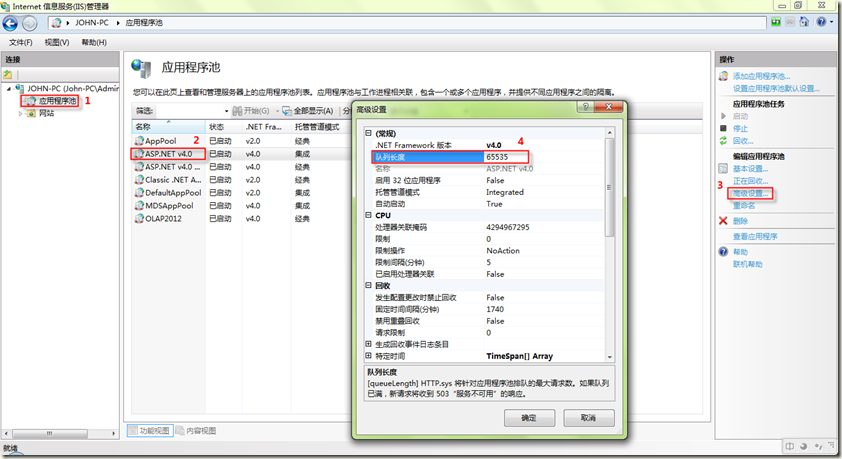 Internet 信息服务(IIS)管理器
JOHN-PC
应用程序池
文件(F) 视图(V) 帮助(H)
连接
JOHN-PC (John-PC\Admin
应用程序池 1
网站
应用程序池
您可以在此页上查看和管理服务器上的应用程序池列表。应用程序池与工作进程相关联，包含一个或多个应用程序，并提供不同应用程序之间的隔离。
筛选: 开始(G) 全部显示(A)
名称 状态 .NET Fra... 托管管道模式
AppPool 已启动 v2.0 经典
2
ASP.NET v4.0 已启动 v4.0 集成
ASP.NET v4.0 ... 已启动 v4.0 经典
Classic .NET A... 已启动 v2.0 经典
DefaultAppPool 已启动 v4.0 经典
MDSAppPool 已启动 v4.0 集成
OLAP2012 已启动 v4.0 经典
功能视图 内容视图
就绪
高级设置
(常规)
4
.NET Framework 版本 v4.0
队列长度 65535
名称 ASP.NET v4.0
启用 32 位应用程序 False
托管管道模式 Integrated
自动启动 True
CPU
处理器关联掩码 4294967295
限制 0
限制操作 NoAction
限制间隔(分钟) 5
已启用处理器关联 False
回收
发生配置更改时禁止回收 False
固定时间间隔(分钟) 1740
禁用重叠回收 False
请求限制 0
生成回收事件日志条目
特定时间 TimeSpan[] Array
队列长度
[queueLength] HTTP.sys 将针对应用程序池排队的最大请求数。如果队列
已满，新请求将收到 503“服务不可用”的响应。
确定 取消
操作
添加应用程序池...
设置应用程序池默认设置...
应用程序池任务
启动
停止
回收...
编辑应用程序池
基本设置...
正在回收...
3
高级设置...
重命名
删除
查看应用程序
帮助
联机帮助